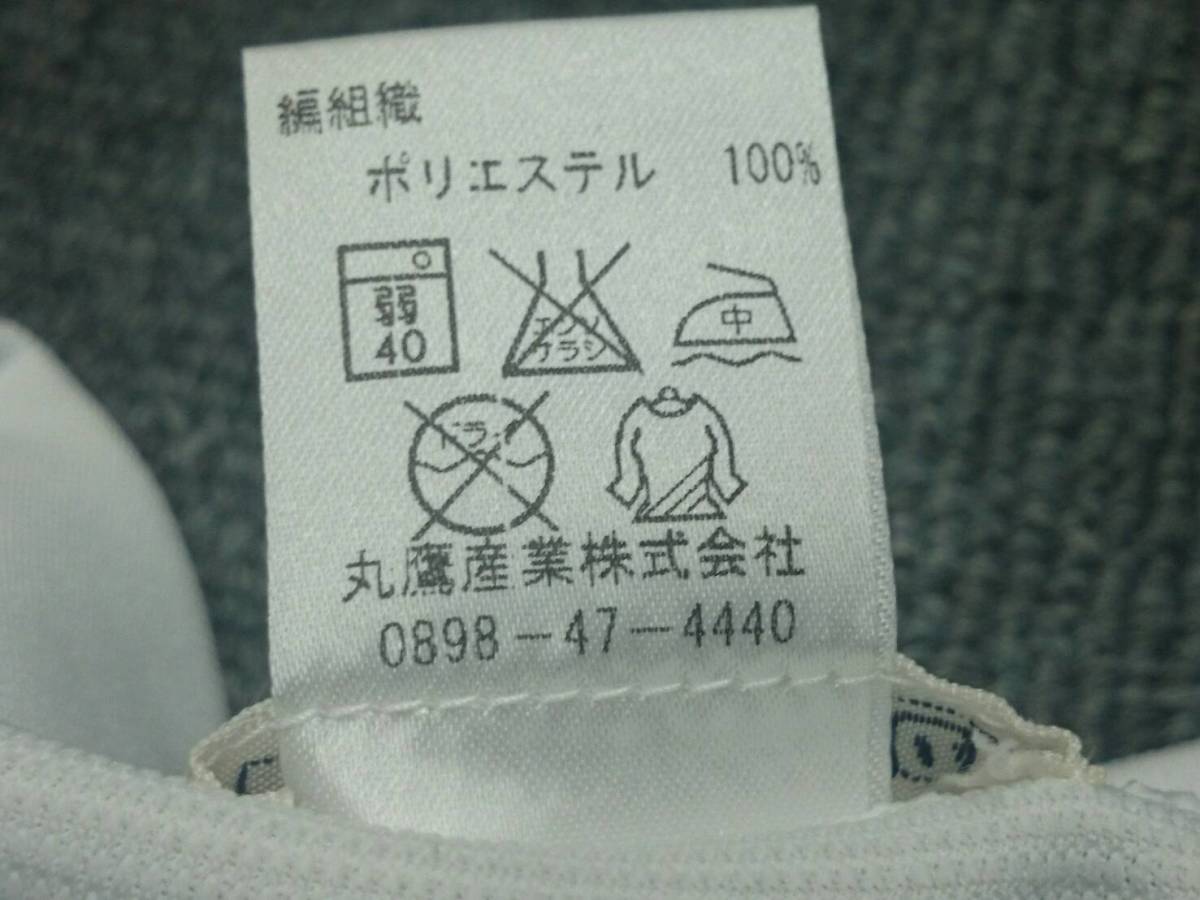 編組織
ポリエステル 100%
弱
40
エンソ
サラシ
中
ドライ
丸鷹産業株式会社
0898-47-4440